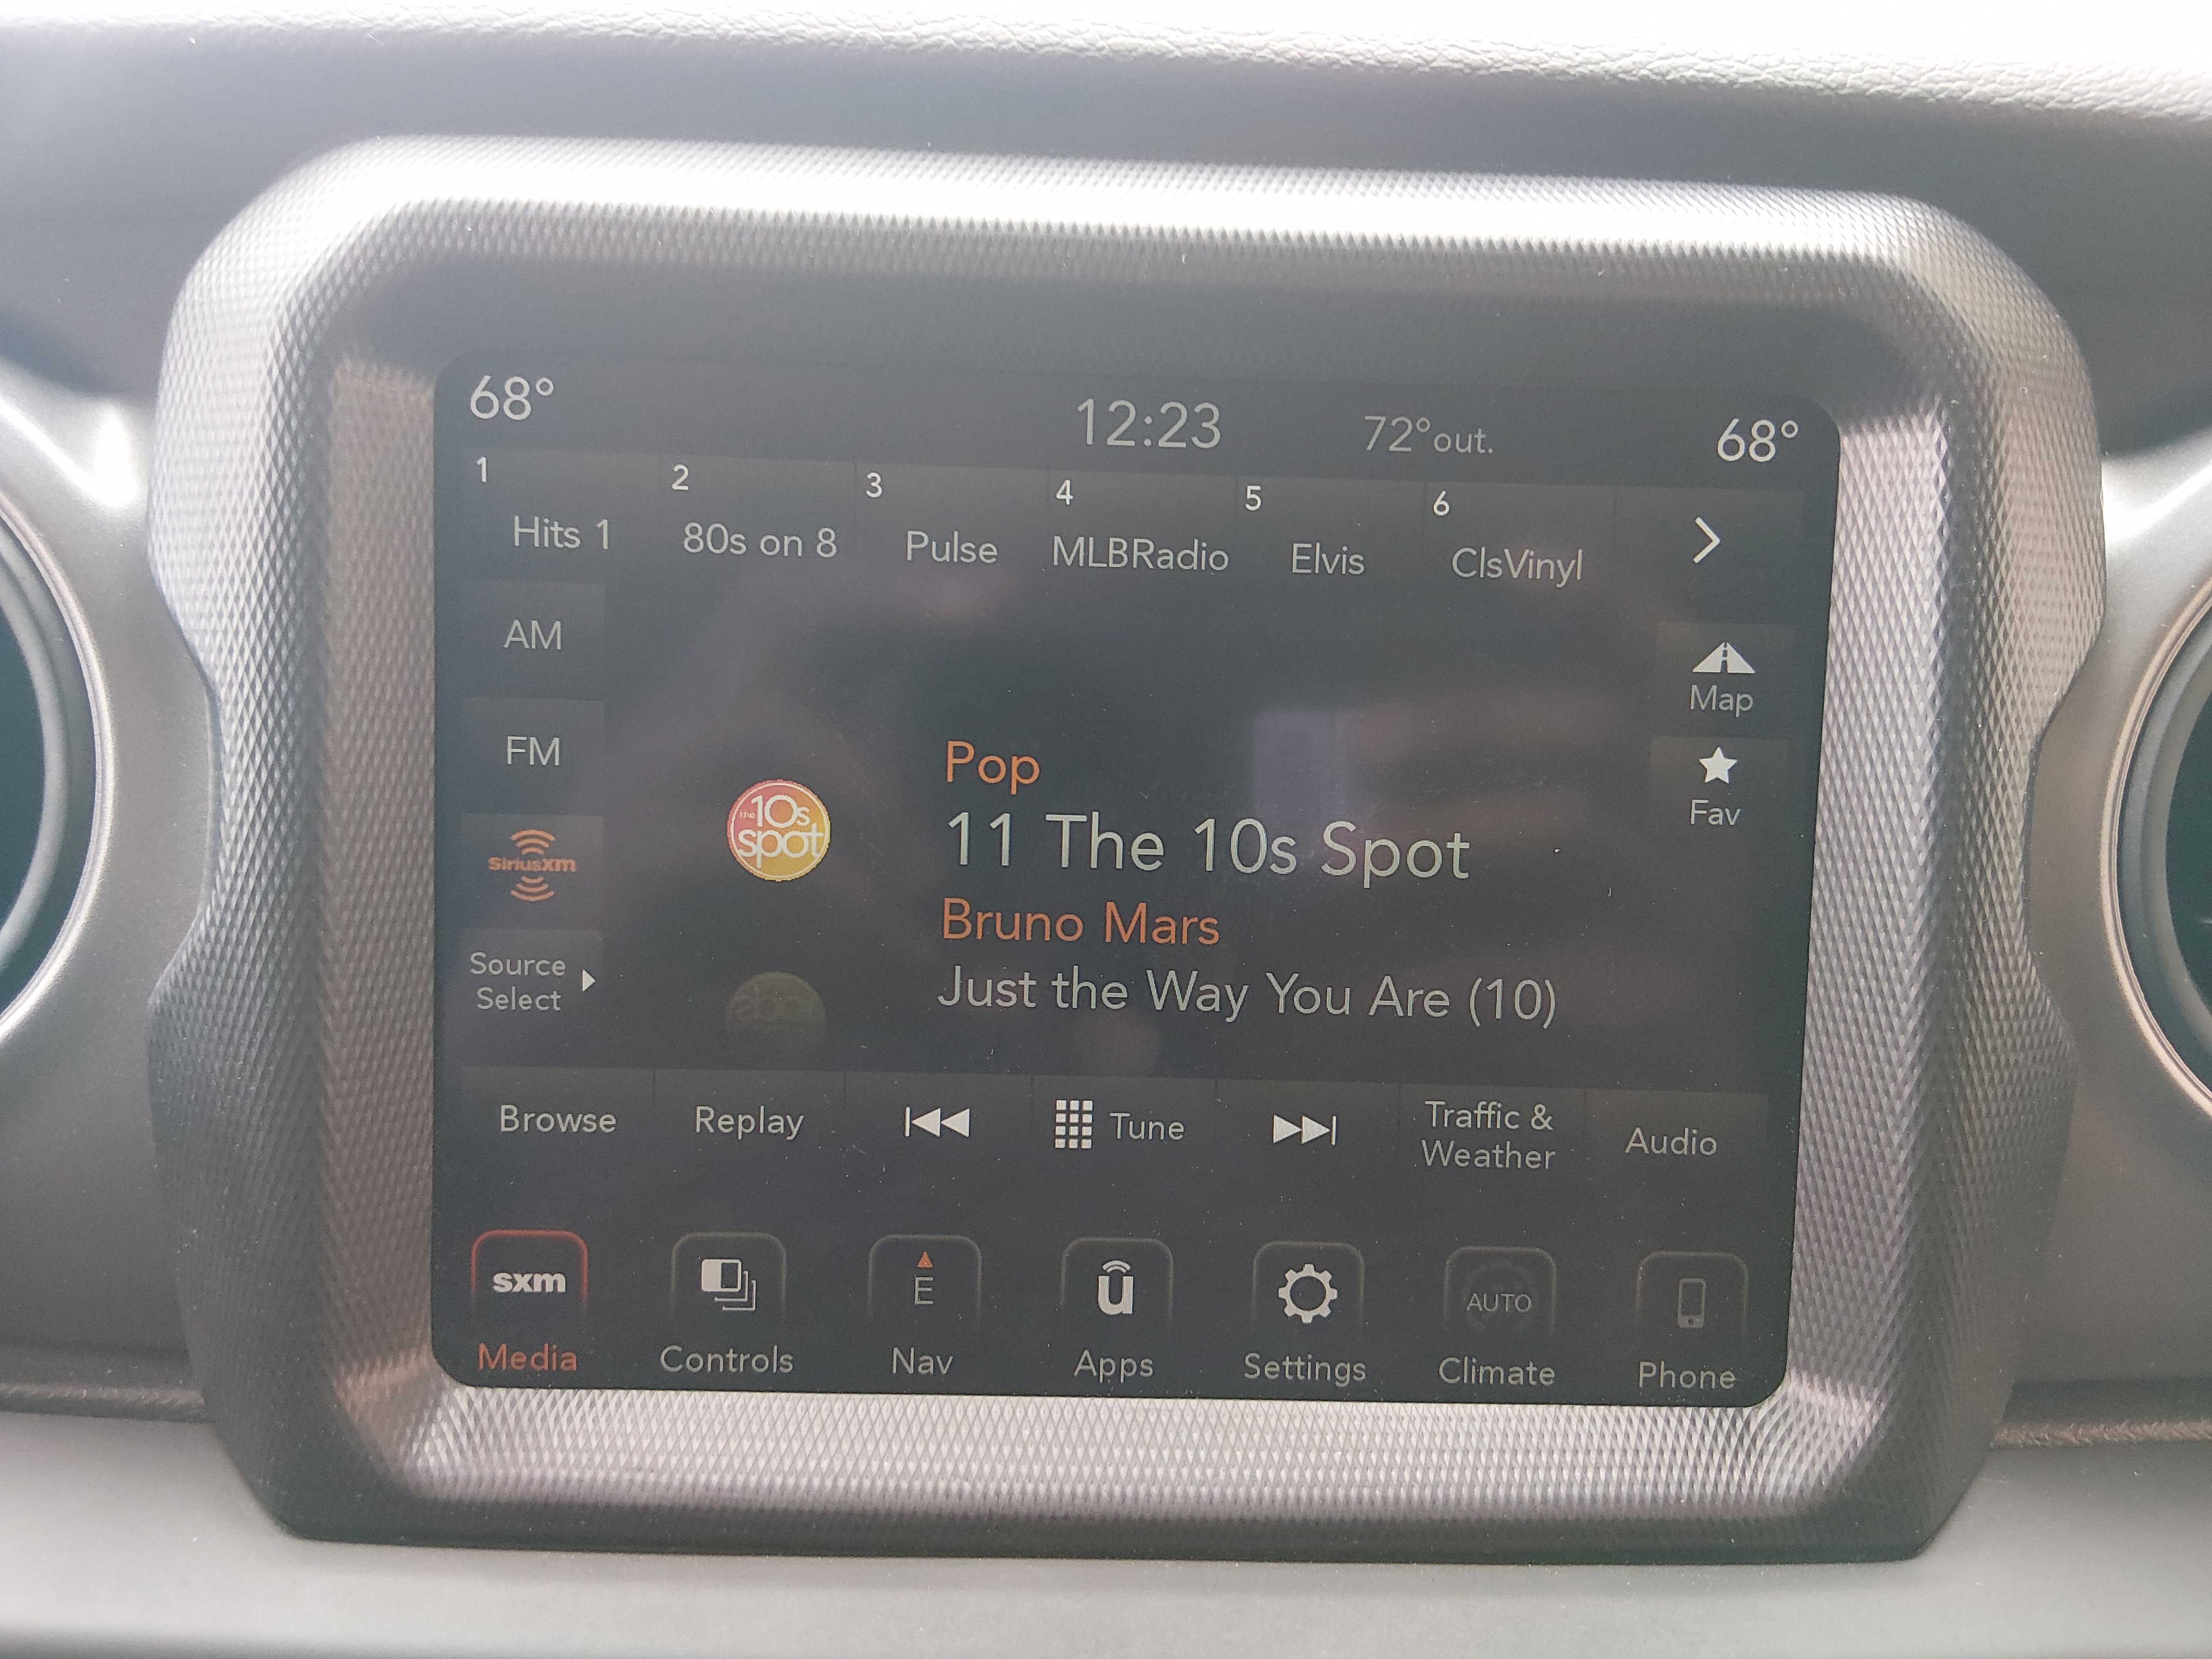 68° 12:23 72°out. 68°
1 2 3 4 5 6
Hits 1 80s on 8 Pulse MLBRadio Elvis ClsVinyl
AM
Map
FM
Pop
Fav
the 10s
spot
11 The 10s Spot
SiriusXM
Bruno Mars
Source
Select
Just the Way You Are (10)
Browse Replay Tune Traffic &
Weather Audio
sxm E u AUTO
Media Controls Nav Apps Settings Climate Phone